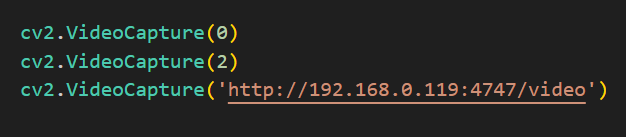 cv2.VideoCapture(0)
cv2.VideoCapture(2)
cv2.VideoCapture('http://192.168.0.119:4747/video')